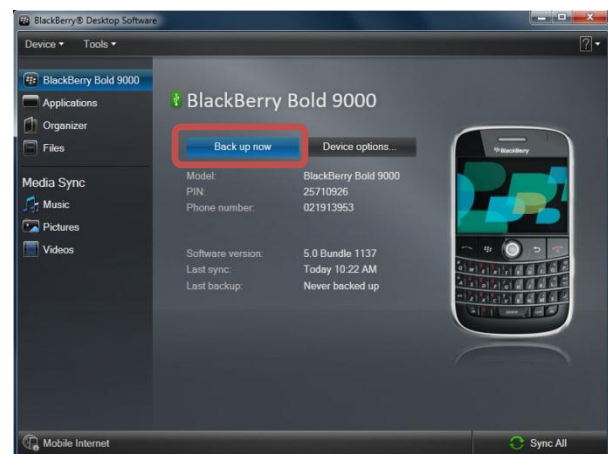 BlackBerry® Desktop Software
Device Tools ?
BlackBerry Bold 9000
Applications
Organizer
Files
Media Sync
Music
Pictures
Videos
BlackBerry Bold 9000
Back up now Device options...
Model: BlackBerry Bold 9000
PIN: 25710926
Phone number: 021913953
Software version: 5.0 Bundle 1137
Last sync: Today 10:22 AM
Last backup: Never backed up
BlackBerry
Mobile Internet Sync All